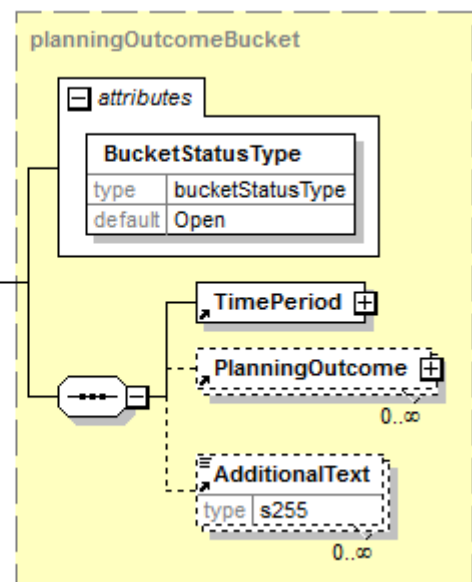 planningOutcomeBucket
attributes
BucketStatusType
type bucketStatusType
default Open
TimePeriod
PlanningOutcome
0..∞
AdditionalText
type s255
0..∞